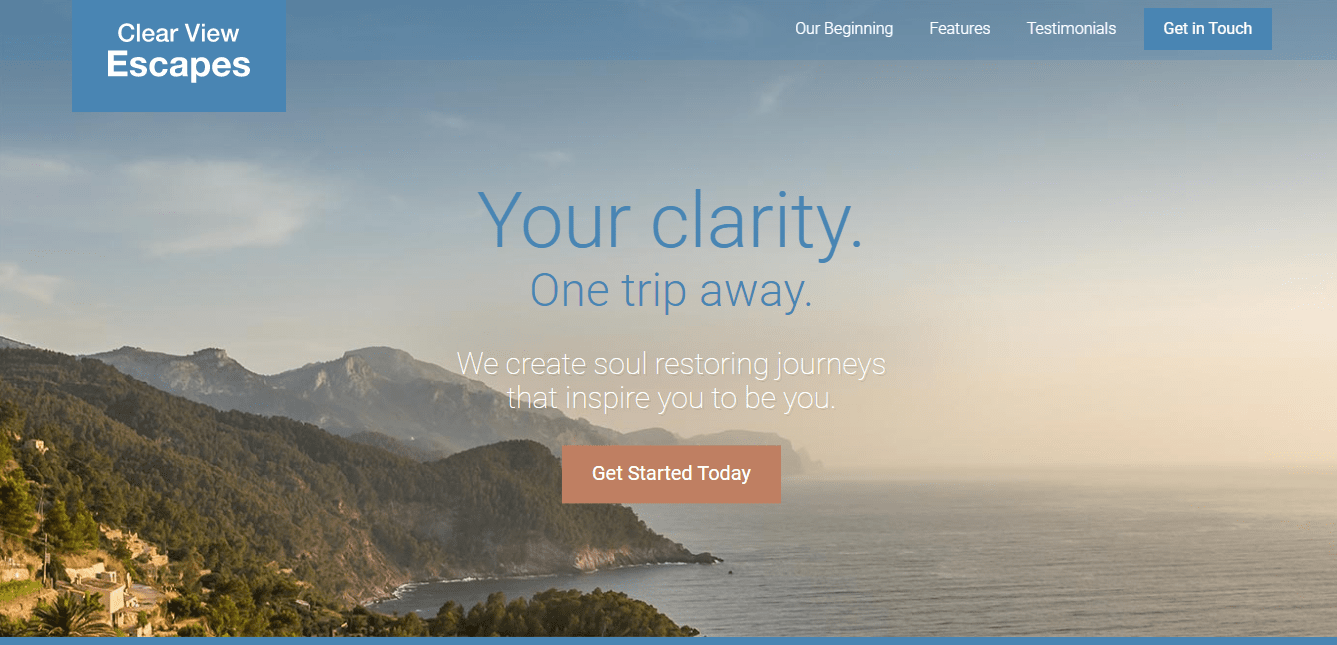 Clear View
Escapes
Our Beginning
Features
Testimonials
Get in Touch
Your clarity.
One trip away.
We create soul restoring journeys
that inspire you to be you.
Get Started Today